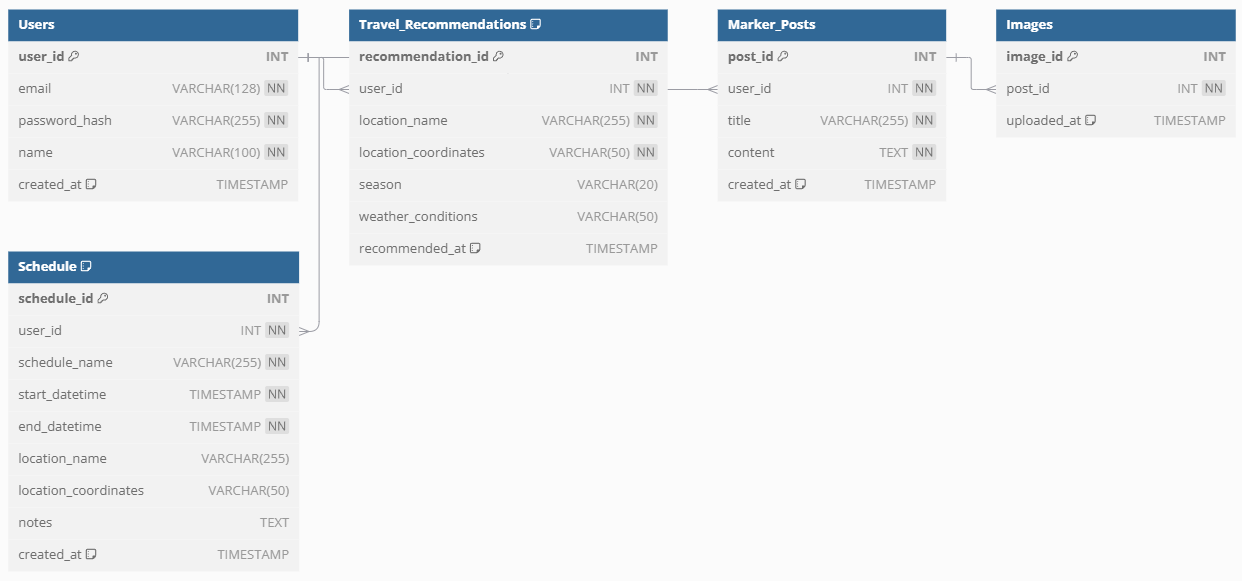 Users
user_id INT
email VARCHAR(128) NN
password_hash VARCHAR(255) NN
name VARCHAR(100) NN
created_at TIMESTAMP
Travel_Recommendations
recommendation_id INT
user_id INT NN
location_name VARCHAR(255) NN
location_coordinates VARCHAR(50) NN
season VARCHAR(20)
weather_conditions VARCHAR(50)
recommended_at TIMESTAMP
Marker_Posts
post_id INT
user_id INT NN
title VARCHAR(255) NN
content TEXT NN
created_at TIMESTAMP
Images
image_id INT
post_id INT NN
uploaded_at TIMESTAMP
Schedule
schedule_id INT
user_id INT NN
schedule_name VARCHAR(255) NN
start_datetime TIMESTAMP NN
end_datetime TIMESTAMP NN
location_name VARCHAR(255)
location_coordinates VARCHAR(50)
notes TEXT
created_at TIMESTAMP